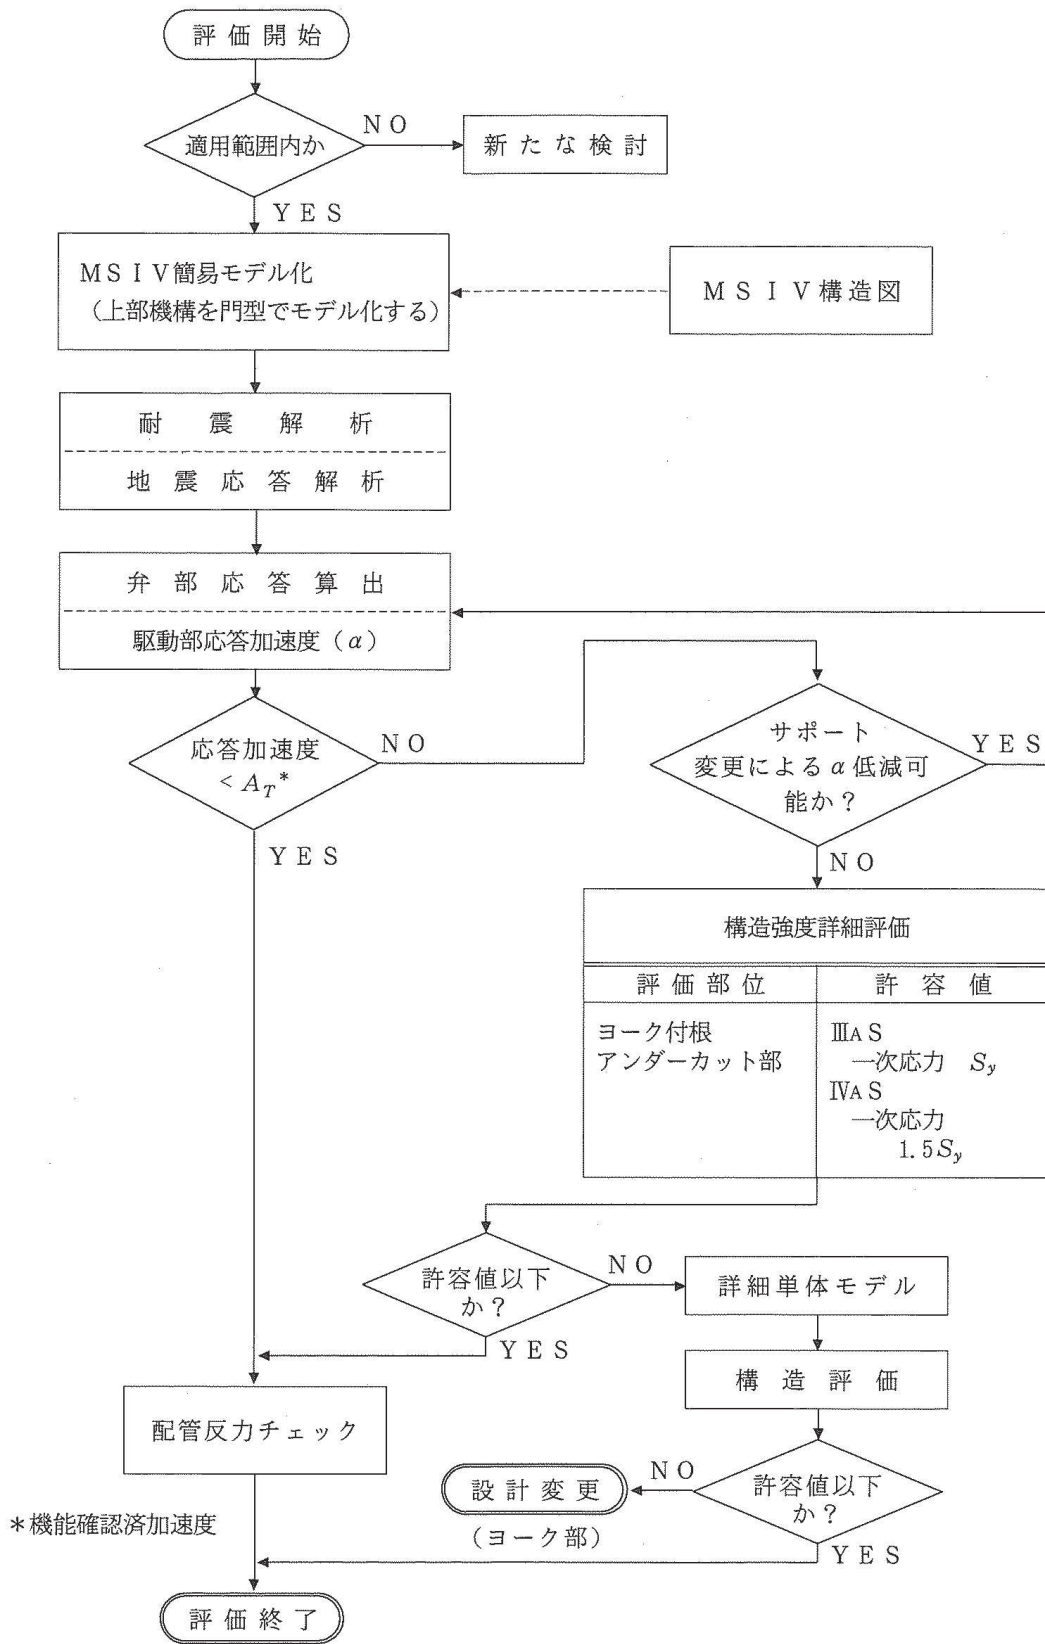 評価開始
適用範囲内か
NO
新たな検討
YES
MSIV簡易モデル化
（上部機構を門型でモデル化する）
MSIV構造図
耐震解析
地震応答解析
弁部応答算出
駆動部応答加速度（α）
応答加速度
< A_T*
NO
YES
サポート
変更によるα低減可
能か？
YES
NO
構造強度詳細評価
評価部位
許容値
ヨーク付根
アンダーカット部
ⅢAS
一次応力 S_y
ⅣAS
一次応力
1.5S_y
許容値以下
か？
NO
詳細単体モデル
YES
構造評価
配管反力チェック
許容値以下
か？
NO
設計変更
（ヨーク部）
YES
＊機能確認済加速度
評価終了